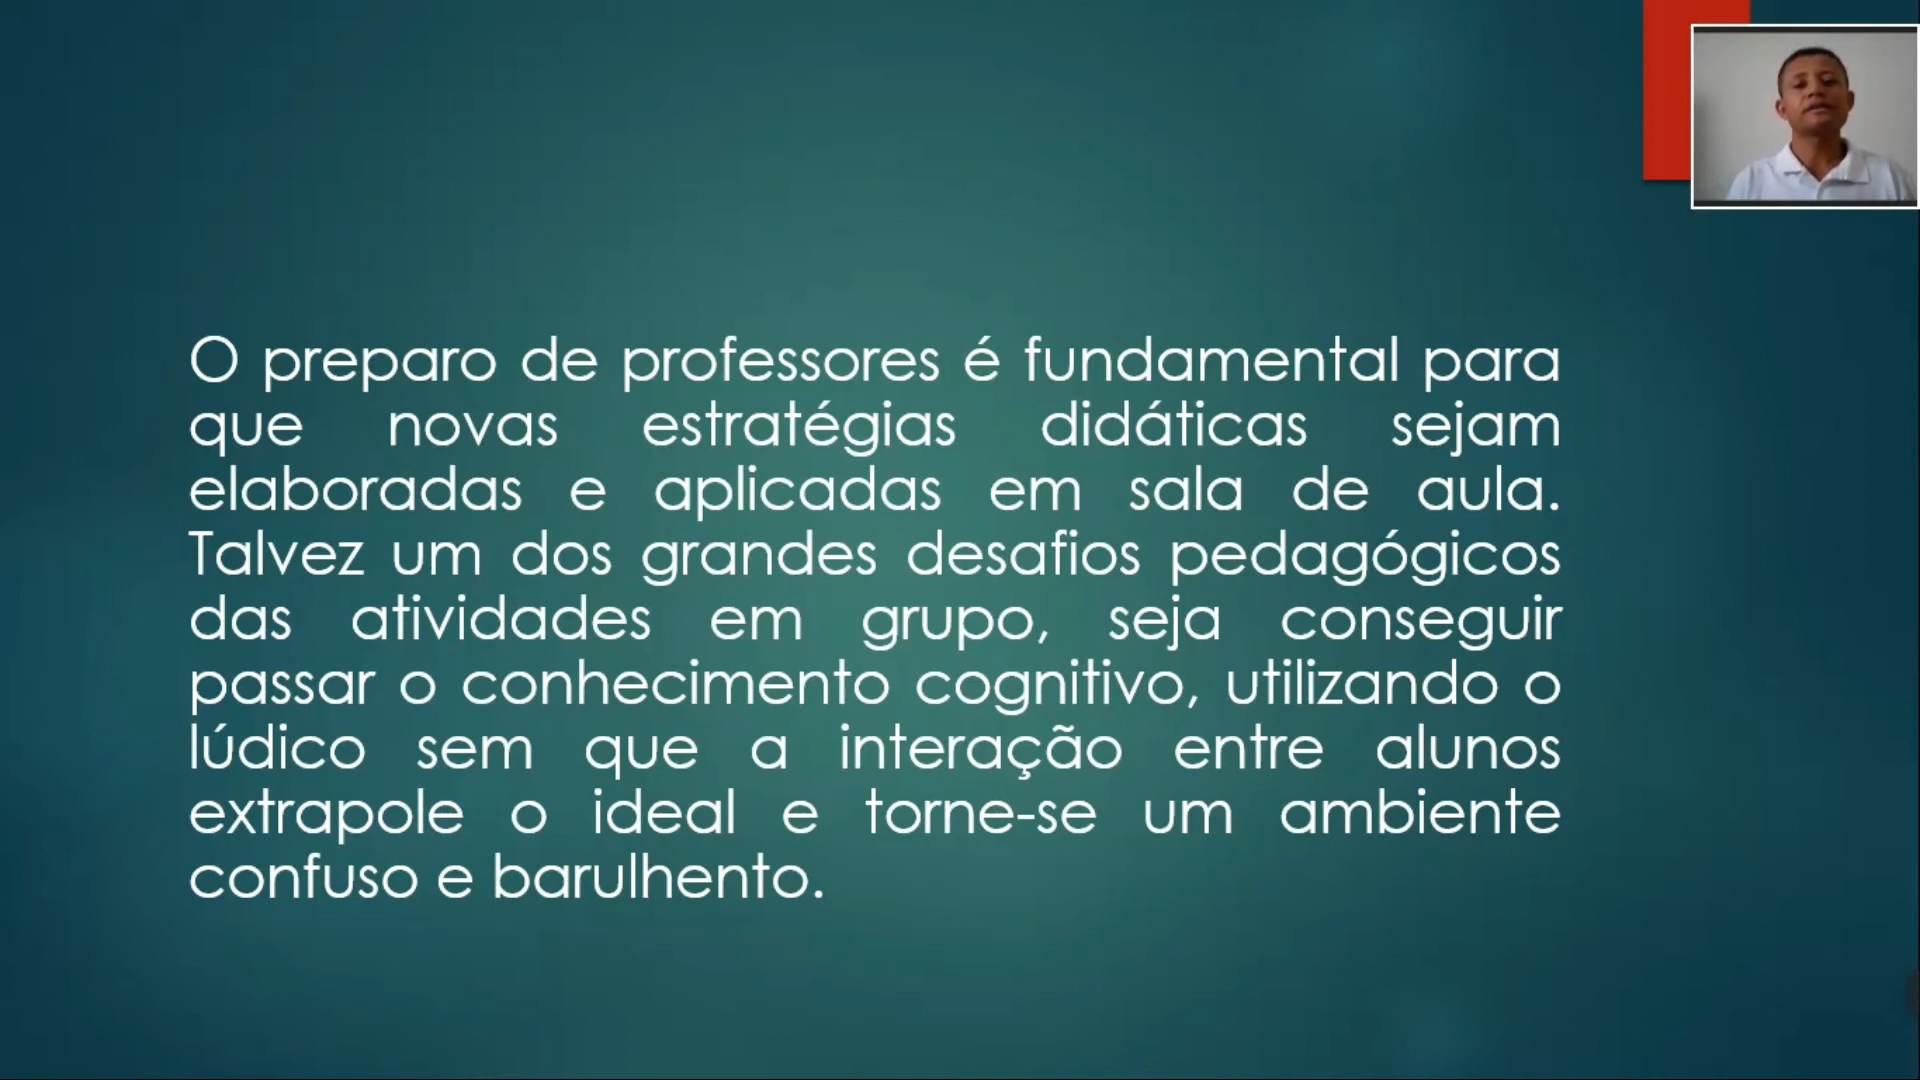 O preparo de professores é fundamental para
que novas estratégias didáticas sejam
elaboradas e aplicadas em sala de aula.
Talvez um dos grandes desafios pedagógicos
das atividades em grupo, seja conseguir
passar o conhecimento cognitivo, utilizando o
lúdico sem que a interação entre alunos
extrapole o ideal e torne-se um ambiente
confuso e barulhento.